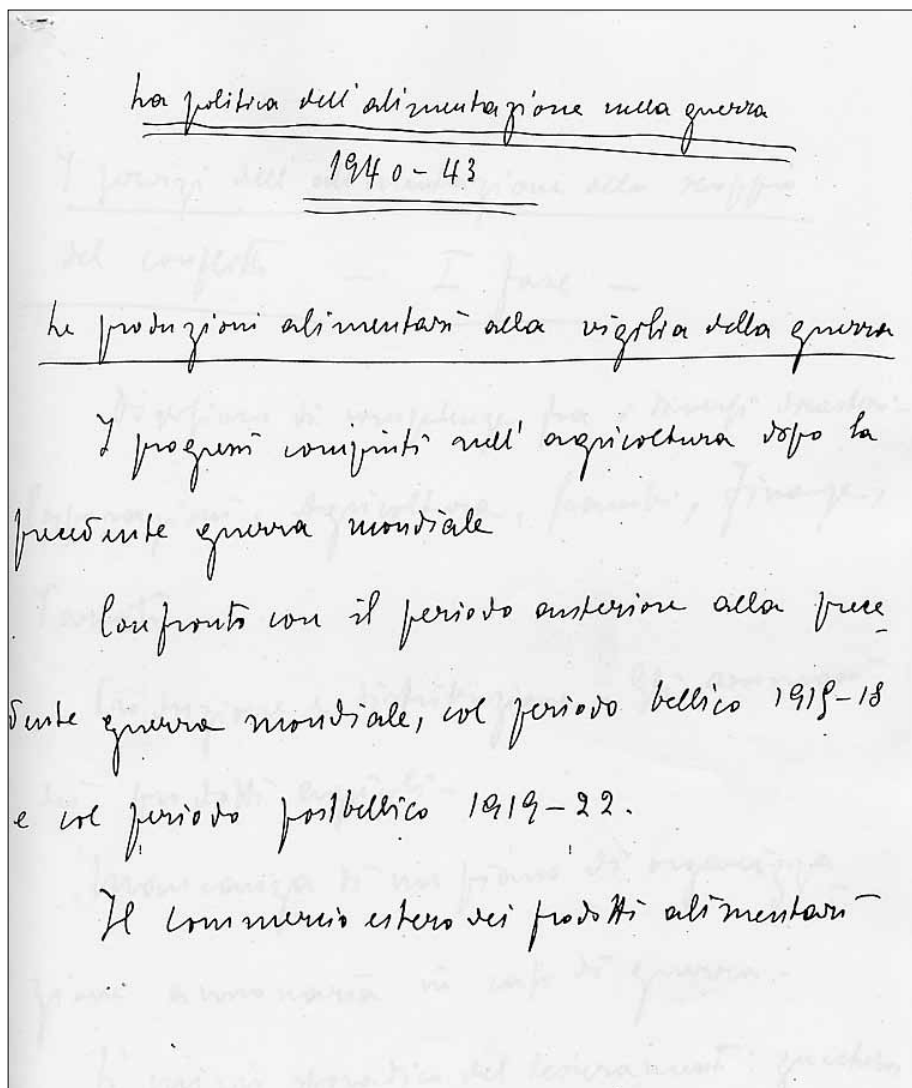 La politica dell'alimentazione nella guerra
1940-43
Le produzioni alimentari alla vigilia della guerra
I progressi compiuti nell'agricoltura dopo la
precedente guerra mondiale
Confronto con il periodo anteriore alla prece
dente guerra mondiale, col periodo bellico 1915-18
e col periodo postbellico 1919-22.
Il commercio estero dei prodotti alimentari